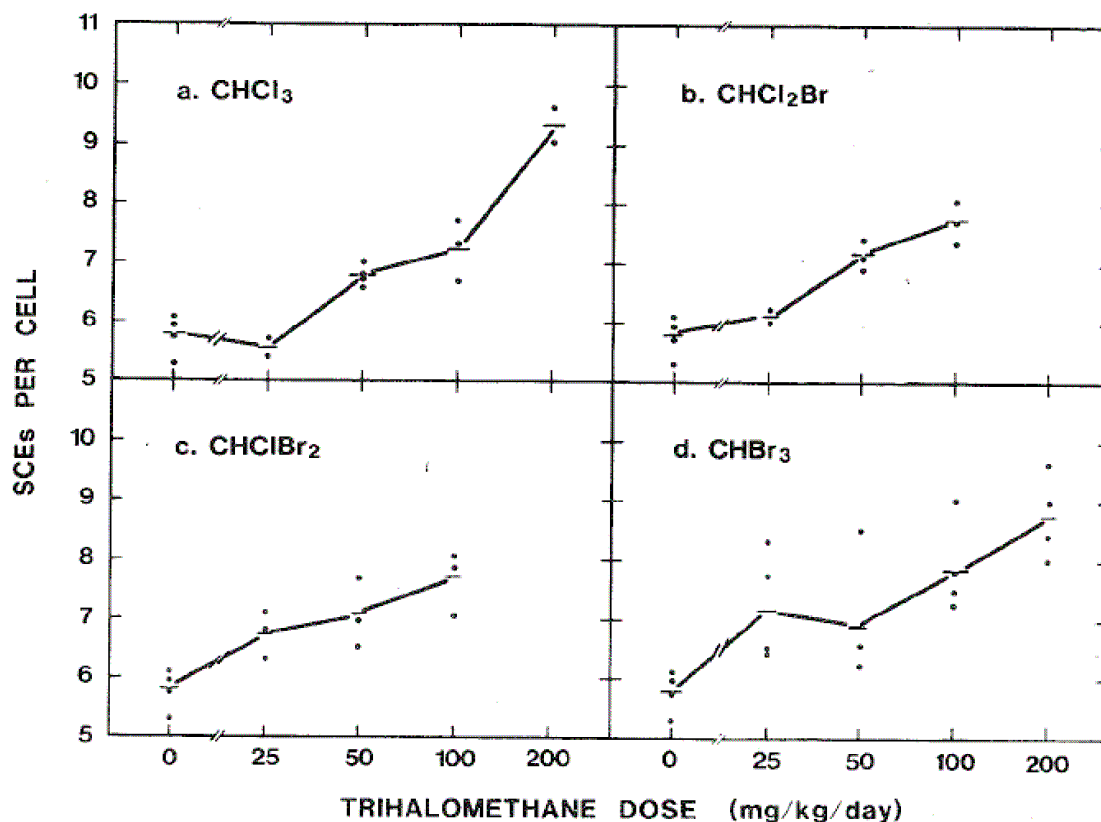 11
10
9
8
7
6
5
10
9
8
7
6
5
SCEs PER CELL
a. CHCl3
b. CHCl2Br
c. CHClBr2
d. CHBr3
0 25 50 100 200 0 25 50 100 200
TRIHALOMETHANE DOSE (mg/kg/day)